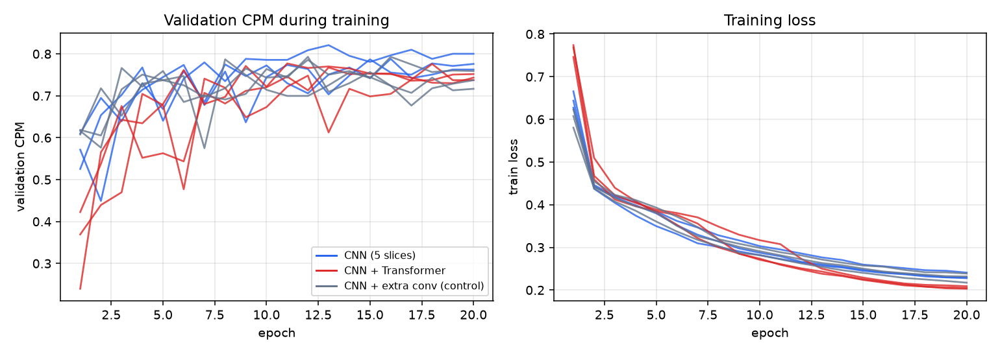 Validation CPM during training
validation CPM
0.8
0.7
0.6
0.5
0.4
0.3
CNN (5 slices)
CNN + Transformer
CNN + extra conv (control)
2.5 5.0 7.5 10.0 12.5 15.0 17.5 20.0
epoch
Training loss
train loss
0.8
0.7
0.6
0.5
0.4
0.3
0.2
2.5 5.0 7.5 10.0 12.5 15.0 17.5 20.0
epoch